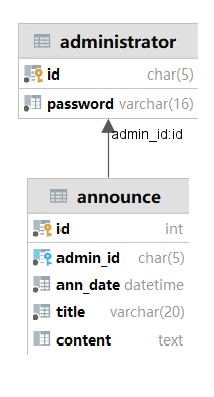 administrator
id char(5)
password varchar(16)
admin_id:id
announce
id int
admin_id char(5)
ann_date datetime
title varchar(20)
content text